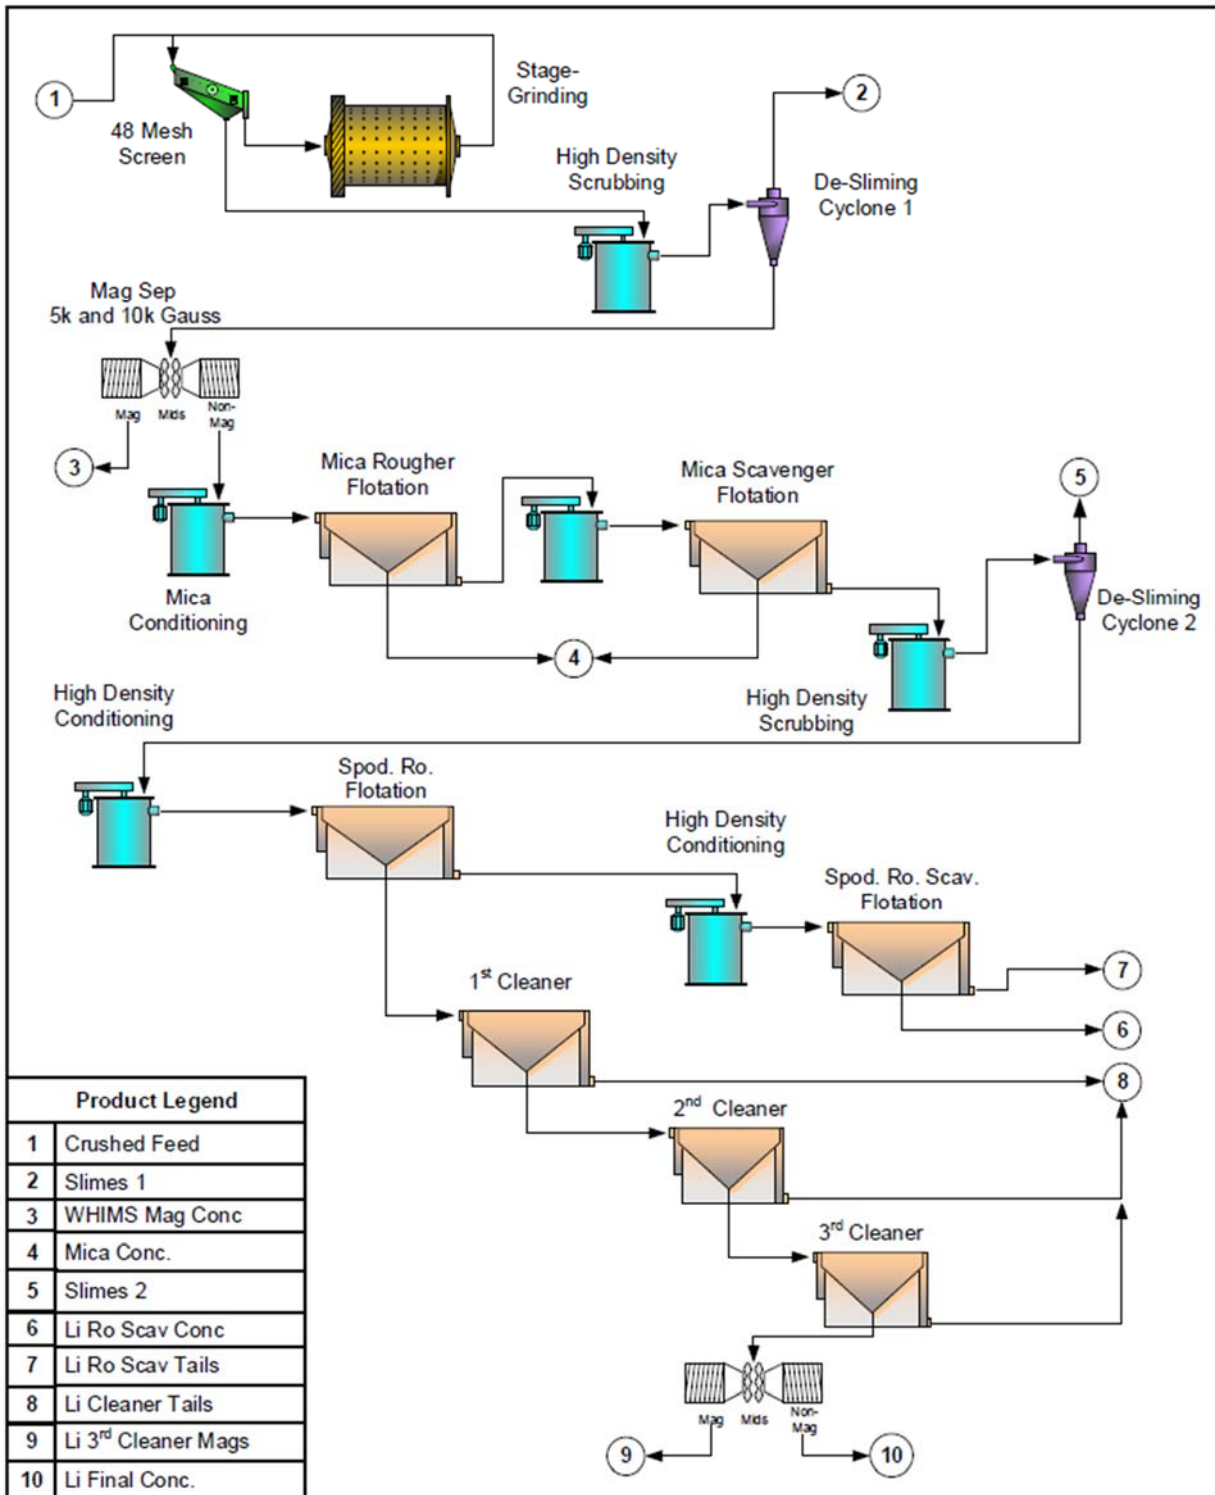 1
48 Mesh
Screen
Stage-
Grinding
High Density
Scrubbing
2
De-Sliming
Cyclone 1
Mag Sep
5k and 10k Gauss
Mag
Mids
Non-
Mag
3
Mica
Conditioning
Mica Rougher
Flotation
Mica Scavenger
Flotation
4
5
De-Sliming
Cyclone 2
High Density
Scrubbing
High Density
Conditioning
Spod. Ro.
Flotation
High Density
Conditioning
Spod. Ro. Scav.
Flotation
7
6
1st Cleaner
8
2nd Cleaner
3rd Cleaner
Mag
Mids
Non-
Mag
9
10
Product Legend
1 Crushed Feed
2 Slimes 1
3 WHIMS Mag Conc
4 Mica Conc.
5 Slimes 2
6 Li Ro Scav Conc
7 Li Ro Scav Tails
8 Li Cleaner Tails
9 Li 3rd Cleaner Mags
10 Li Final Conc.